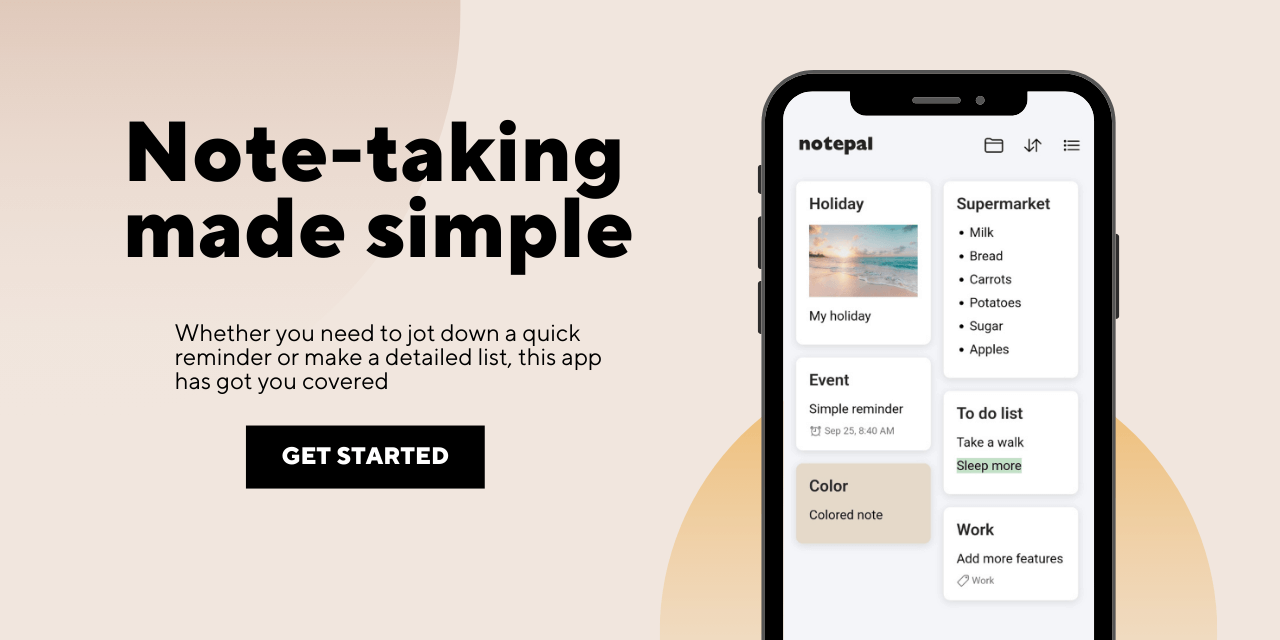 Note-taking
made simple
Whether you need to jot down a quick
reminder or make a detailed list, this app
has got you covered
GET STARTED
notepal
Holiday
My holiday
Event
Simple reminder
Sep 25, 8:40 AM
Color
Colored note
Supermarket
• Milk
• Bread
• Carrots
• Potatoes
• Sugar
• Apples
To do list
Take a walk
Sleep more
Work
Add more features
Work